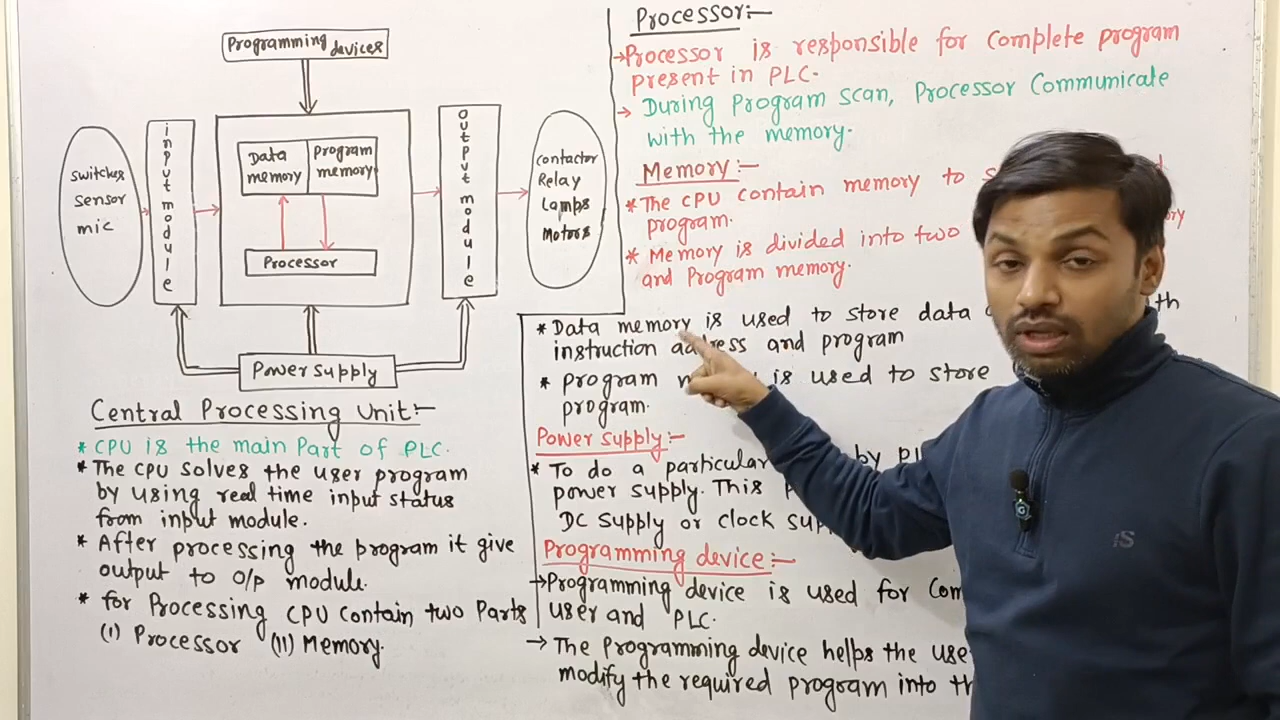 Programming devices
switches
sensor
mic
input module
Data
memory
program
memory
Processor
output module
contactor
Relay
Lamps
Motors
Power supply
Central Processing Unit:-
* CPU is the main Part of PLC.
* The CPU solves the user program
by using real time input status
from input module.
* After processing the program it give
output to O/P module.
* for Processing CPU contain two Parts
(I) Processor (II) Memory.
Processor:-
→Processor is responsible for complete program
present in PLC.
→ During Program scan, Processor Communicate
with the memory.
Memory:-
* The CPU contain memory to
program.
* Memory is divided into two
and Program memory.
* Data memory is used to store data
instruction address and program
* program is used to store
program.
Power supply:-
* To do a particular by
power supply. This
DC supply or clock
Programming device:-
→Programming device is used for
user and PLC.
→ The Programming device helps the
modify the required program into
iS